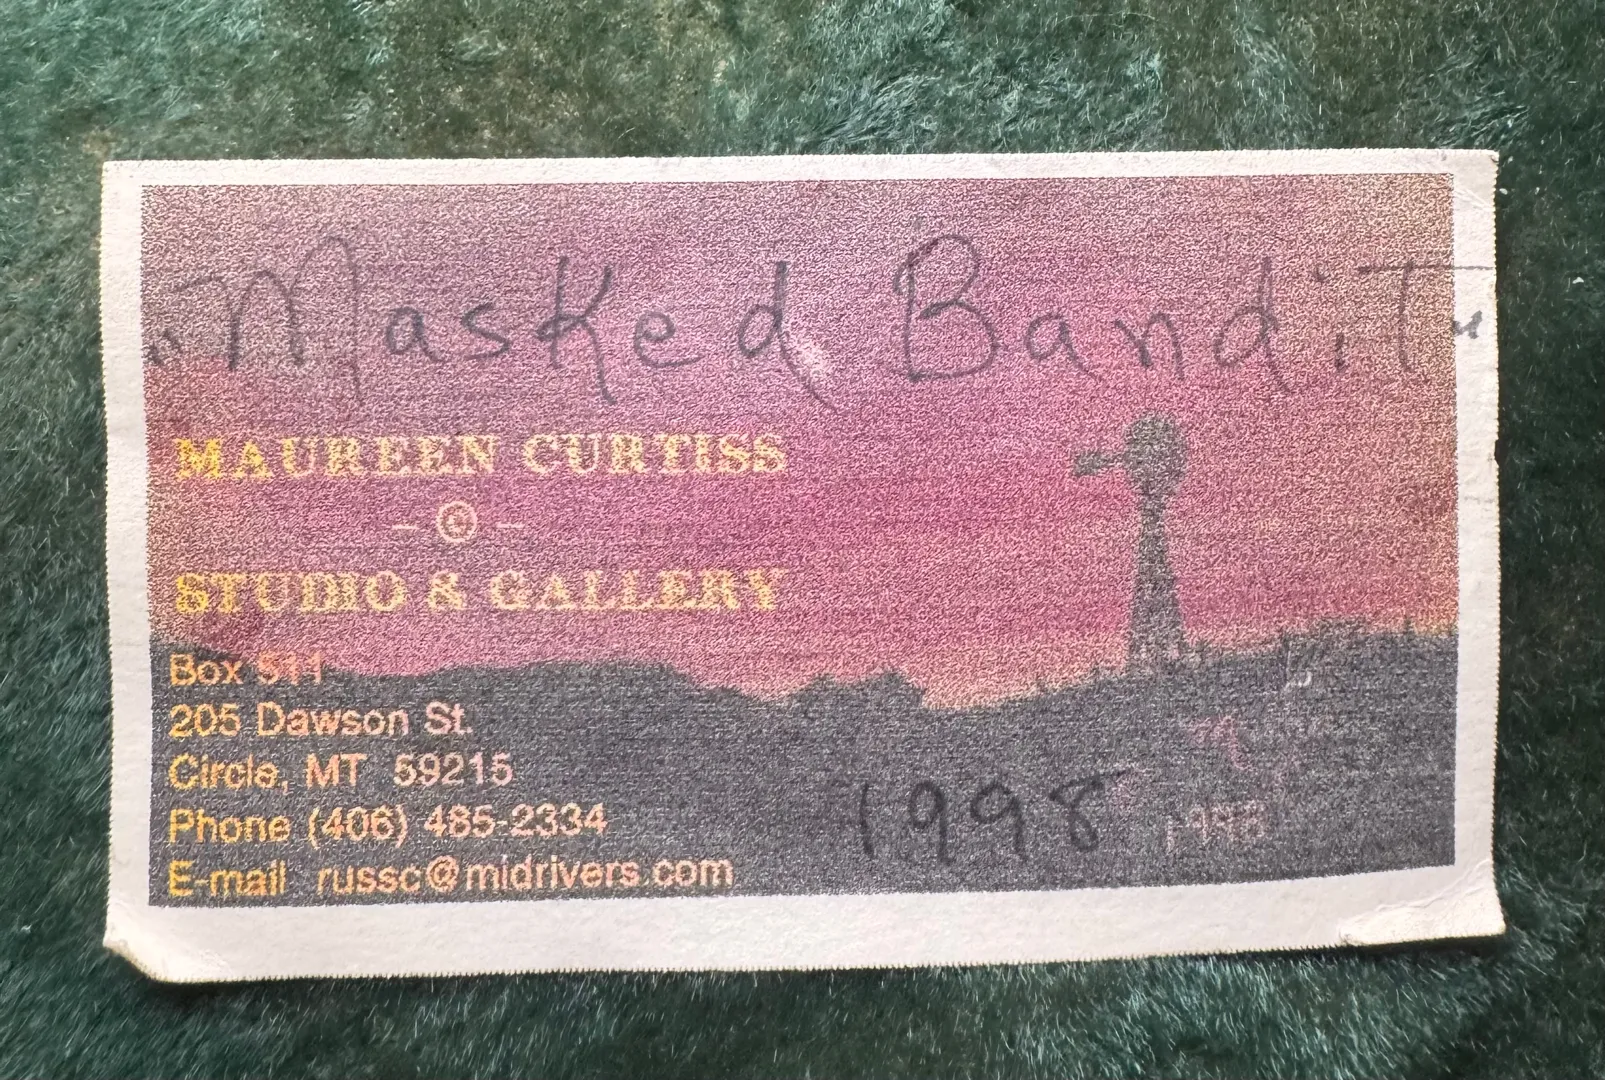 "Masked Bandit"
MAUREEN CURTISS
– © –
STUDIO & GALLERY
Box 511
205 Dawson St.
Circle, MT 59215
Phone (406) 485-2334
E-mail russc@midrivers.com
1998
1998